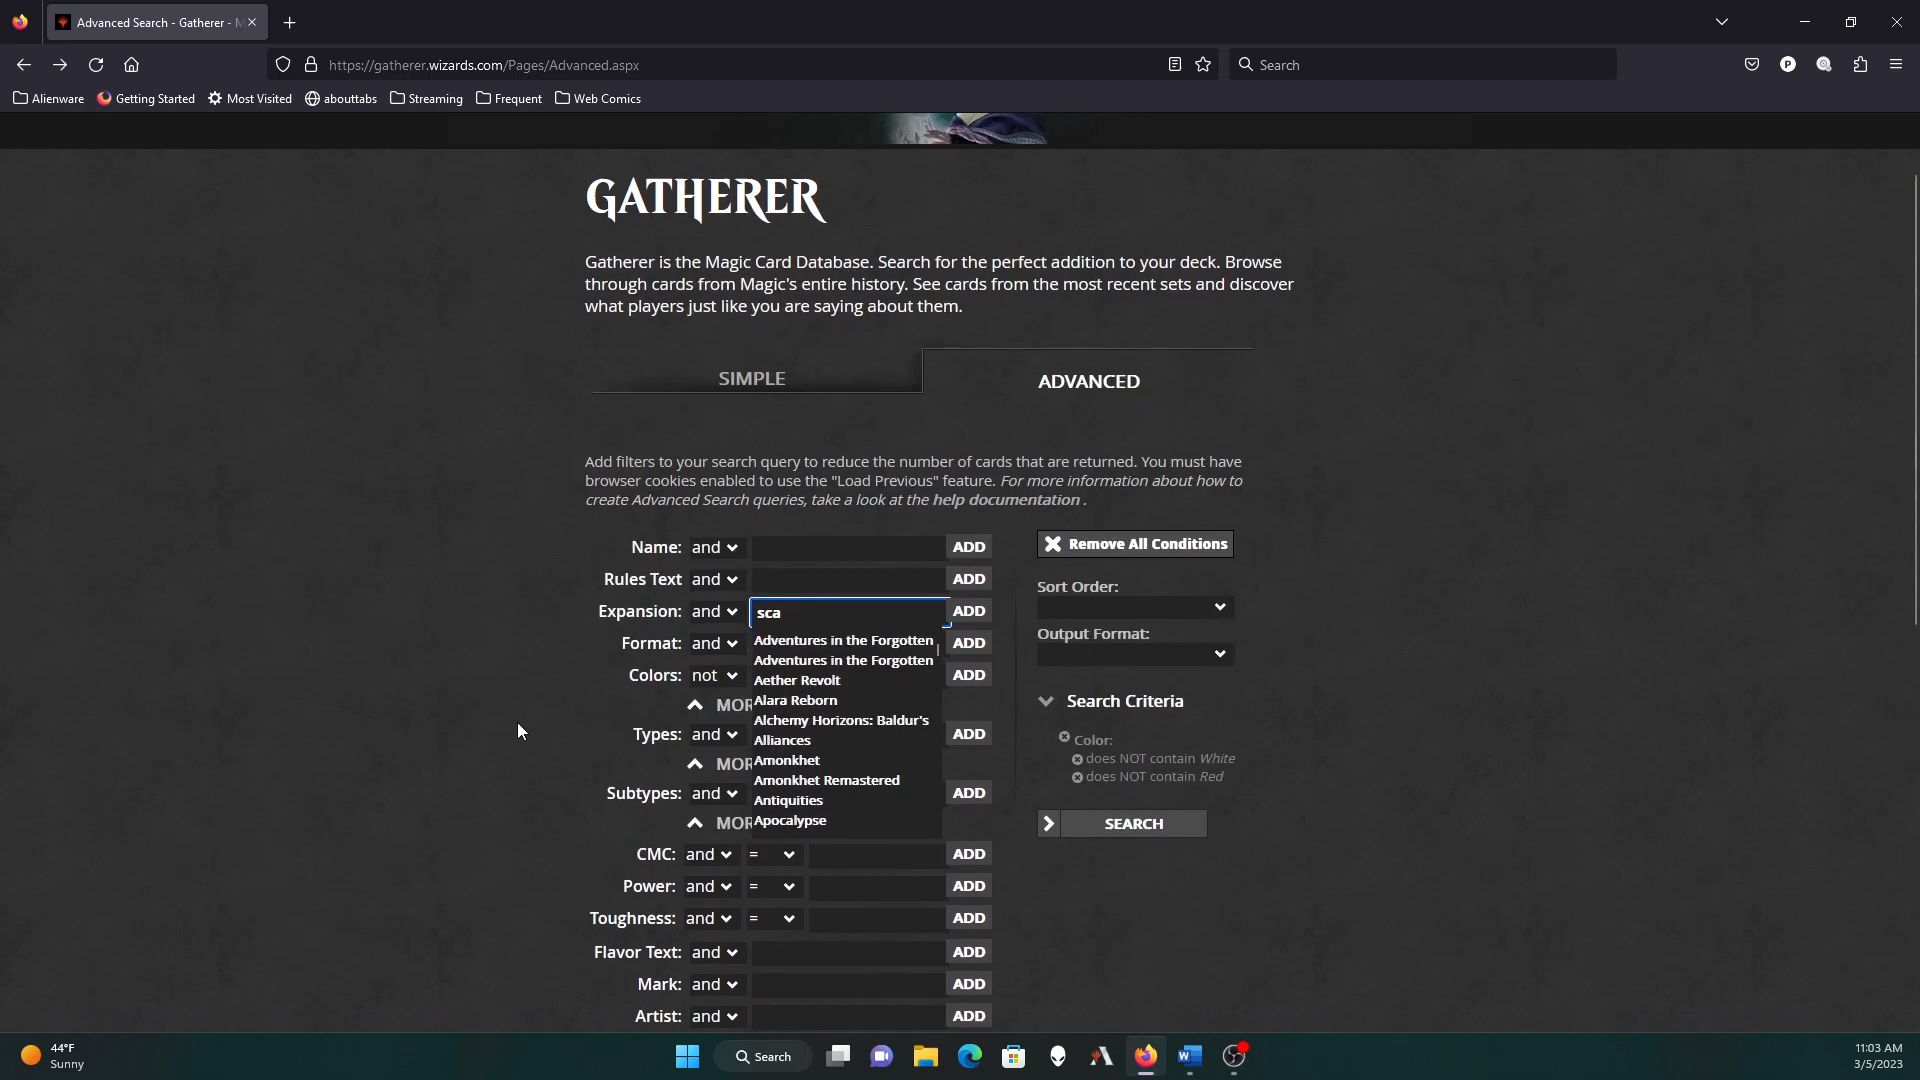 Advanced Search - Gatherer - M
https://gatherer.wizards.com/Pages/Advanced.aspx
Search
Alienware
Getting Started
Most Visited
abouttabs
Streaming
Frequent
Web Comics
GATHERER
Gatherer is the Magic Card Database. Search for the perfect addition to your deck. Browse
through cards from Magic's entire history. See cards from the most recent sets and discover
what players just like you are saying about them.
SIMPLE
ADVANCED
Add filters to your search query to reduce the number of cards that are returned. You must have
browser cookies enabled to use the "Load Previous" feature. For more information about how to
create Advanced Search queries, take a look at the help documentation .
Name: and ADD
Rules Text and ADD
Expansion: and sca ADD
Adventures in the Forgotten
Format: and ADD
Adventures in the Forgotten
Colors: not ADD
Aether Revolt
Alara Reborn
MOR
Alchemy Horizons: Baldur's
Types: and ADD
Alliances
Amonkhet
MOR
Amonkhet Remastered
Subtypes: and ADD
Antiquities
Apocalypse
MOR
CMC: and = ADD
Power: and = ADD
Toughness: and = ADD
Flavor Text: and ADD
Mark: and ADD
Artist: and ADD
Remove All Conditions
Sort Order:
Output Format:
Search Criteria
Color:
does NOT contain White
does NOT contain Red
SEARCH
44°F
Sunny
Search
11:03 AM
3/5/2023